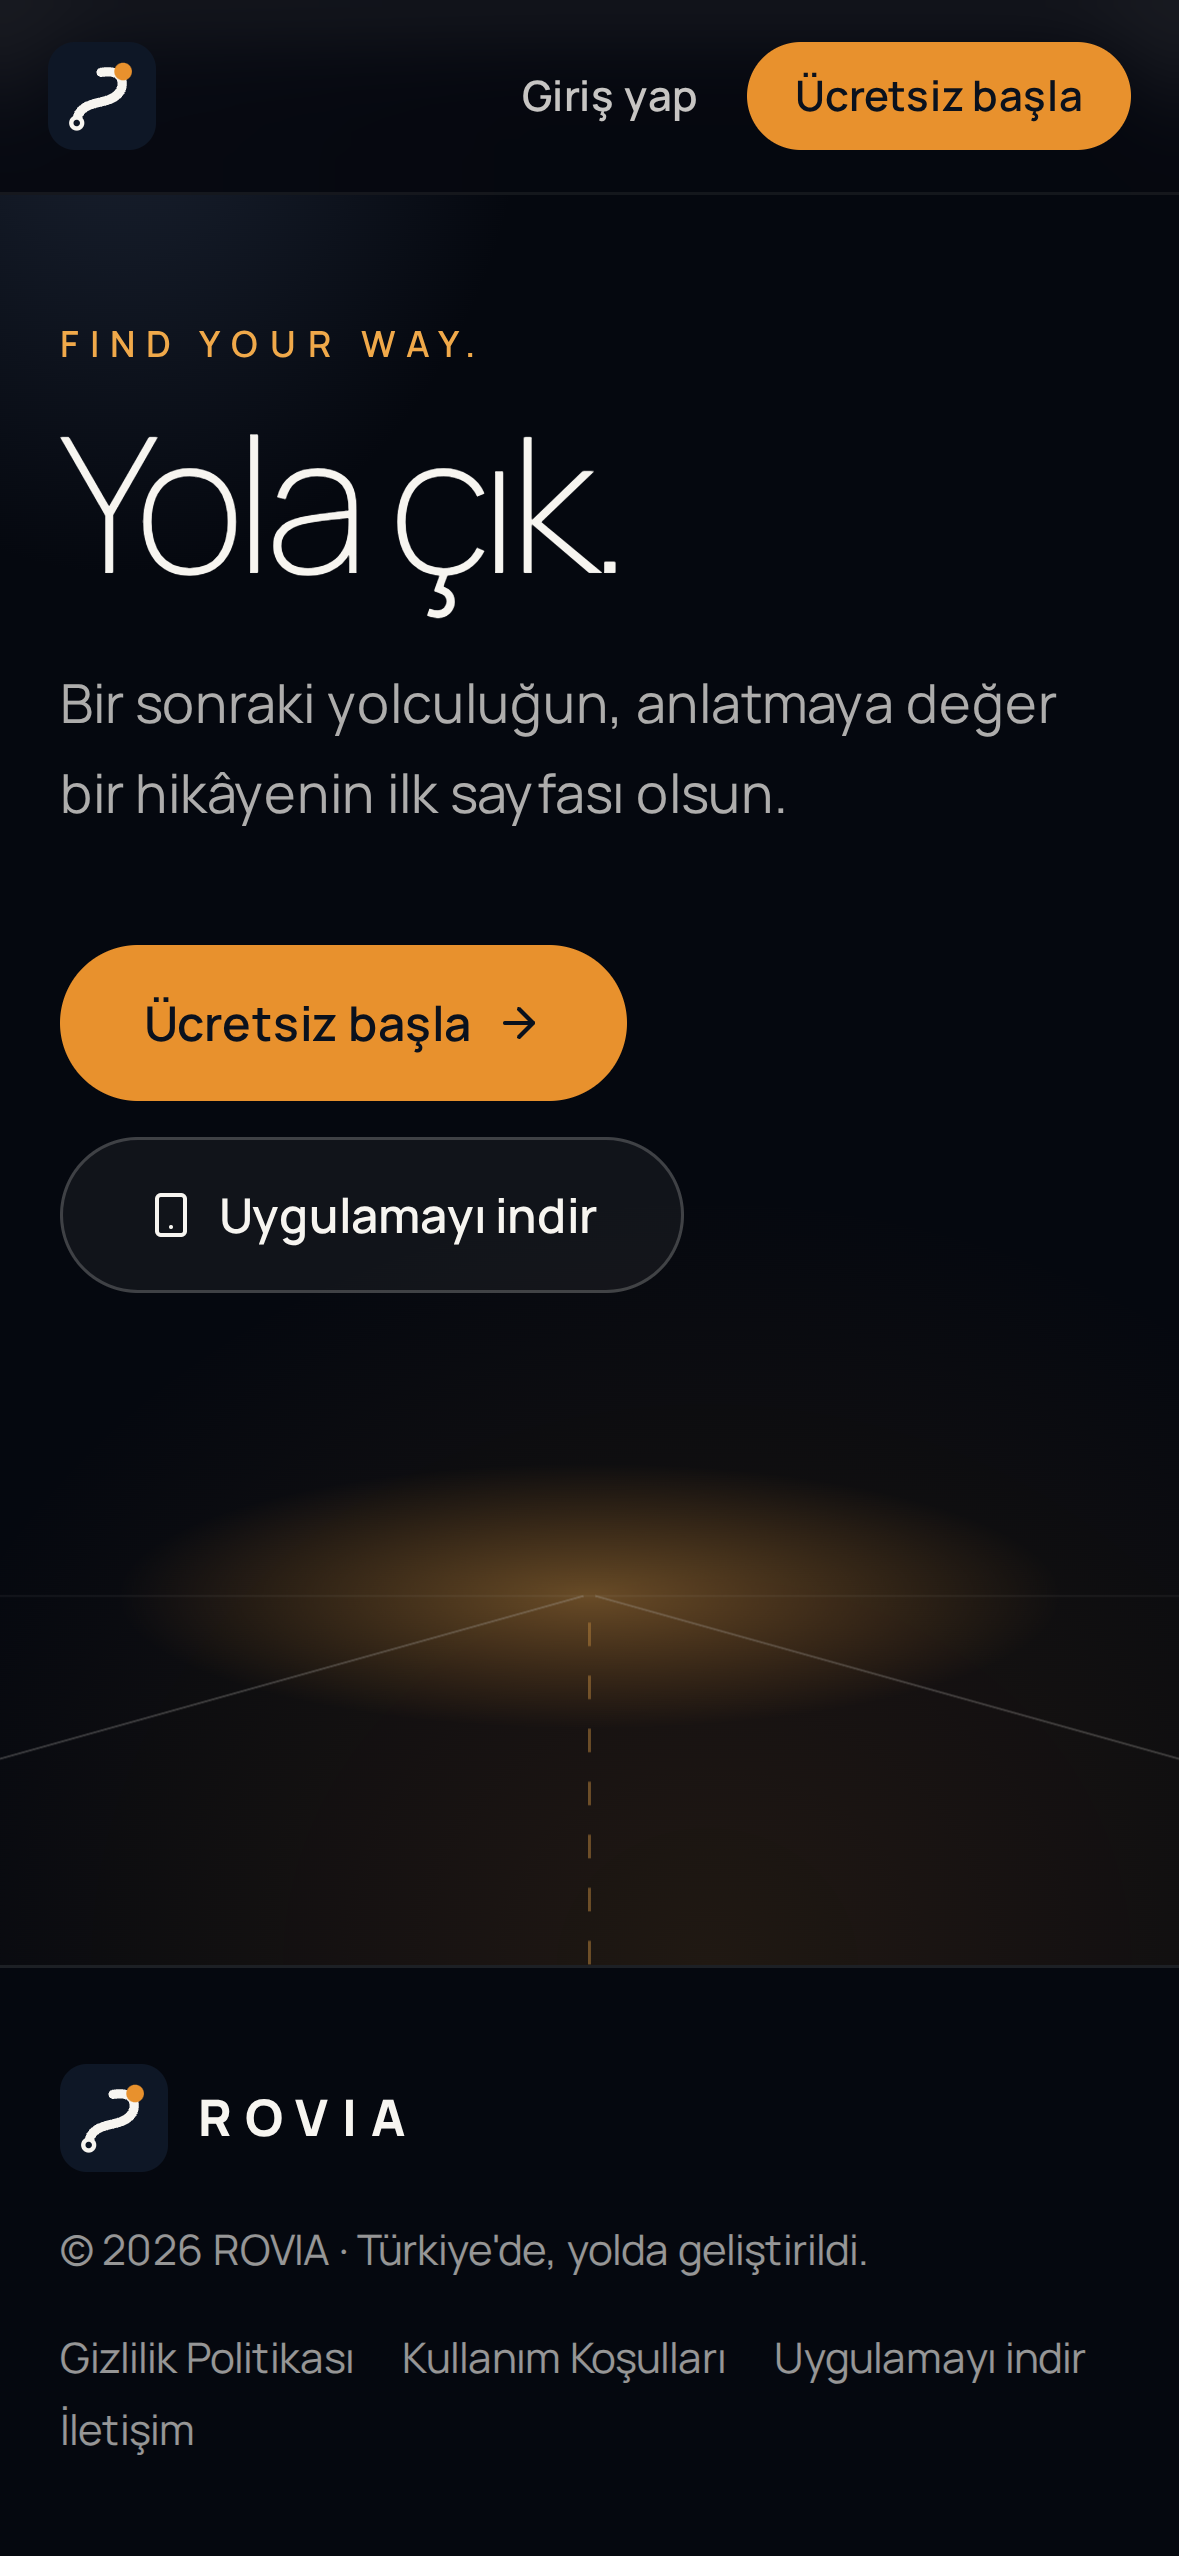 Giriş yap
Ücretsiz başla
FIND YOUR WAY.
Yola çık.
Bir sonraki yolculuğun, anlatmaya değer
bir hikâyenin ilk sayfası olsun.
Ücretsiz başla →
Uygulamayı indir
ROVIA
© 2026 ROVIA · Türkiye'de, yolda geliştirildi.
Gizlilik Politikası Kullanım Koşulları Uygulamayı indir
İletişim